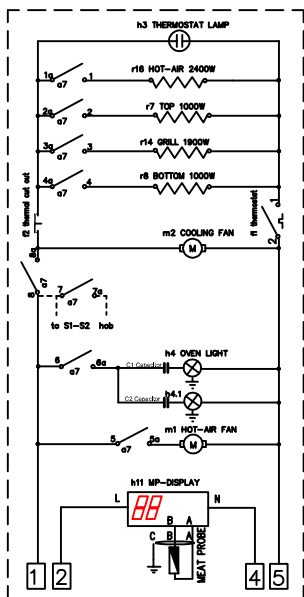 h3 THERMOSTAT LAMP
r16 HOT-AIR 2400W
1a 1
a7
r7 TOP 1000W
2a 2
a7
r14 GRILL 1900W
3a 3
a7
r6 BOTTOM 1000W
4a 4
a7
f2 thermal cut out
f1 thermostat
1
2
m2 COOLING FAN
M
8a
a7
8
7 7a
a7
to S1-S2 hob
h4 OVEN LIGHT
6 6a
a7
C1 Capacitor
C2 Capacitor
h4.1
m1 HOT-AIR FAN
5 5a
a7
M
h11 MP-DISPLAY
L 88 N
B A
C B A
MEAT PROBE
1 2 4 5